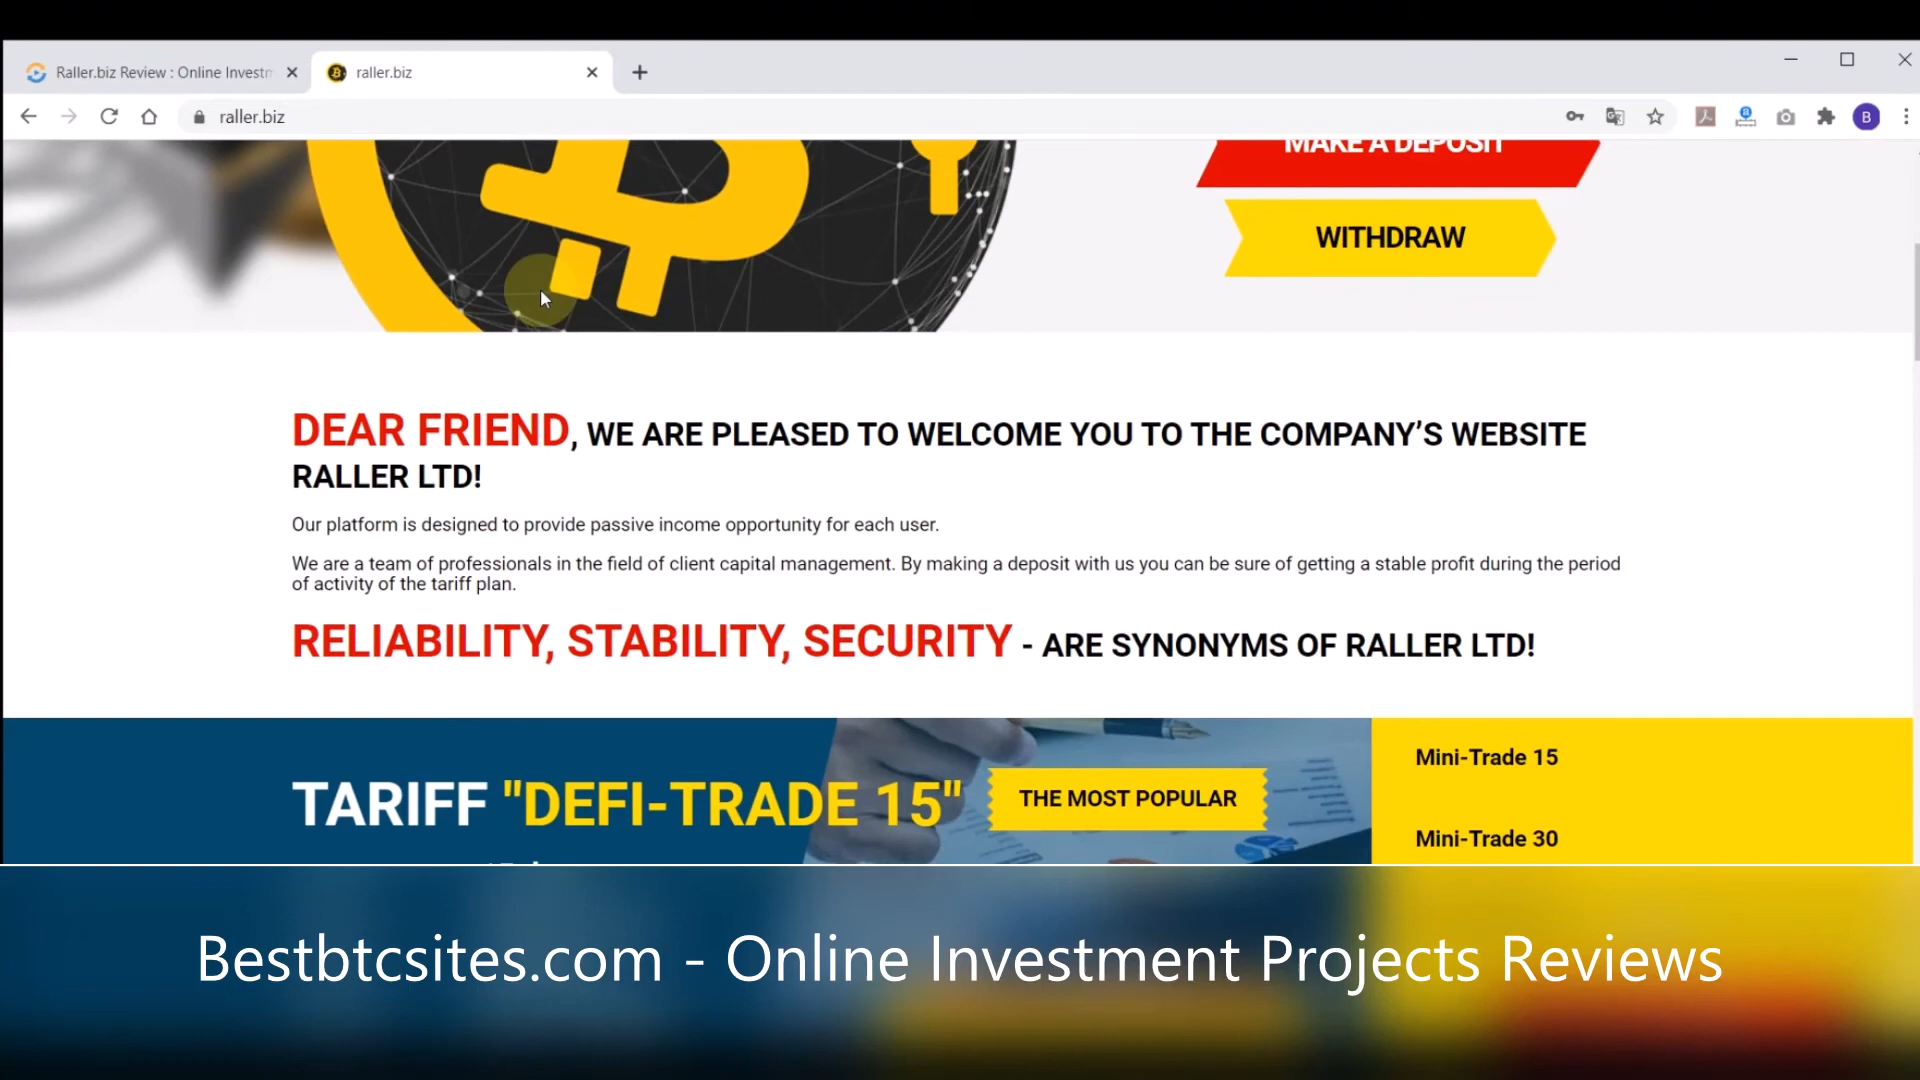 Raller.biz Review : Online Investm
raller.biz
raller.biz
B
MAKE A DEPOSIT
WITHDRAW
DEAR FRIEND, WE ARE PLEASED TO WELCOME YOU TO THE COMPANY’S WEBSITE
RALLER LTD!
Our platform is designed to provide passive income opportunity for each user.
We are a team of professionals in the field of client capital management. By making a deposit with us you can be sure of getting a stable profit during the period
of activity of the tariff plan.
RELIABILITY, STABILITY, SECURITY - ARE SYNONYMS OF RALLER LTD!
TARIFF "DEFI-TRADE 15"
THE MOST POPULAR
Mini-Trade 15
Mini-Trade 30
Bestbtcsites.com - Online Investment Projects Reviews